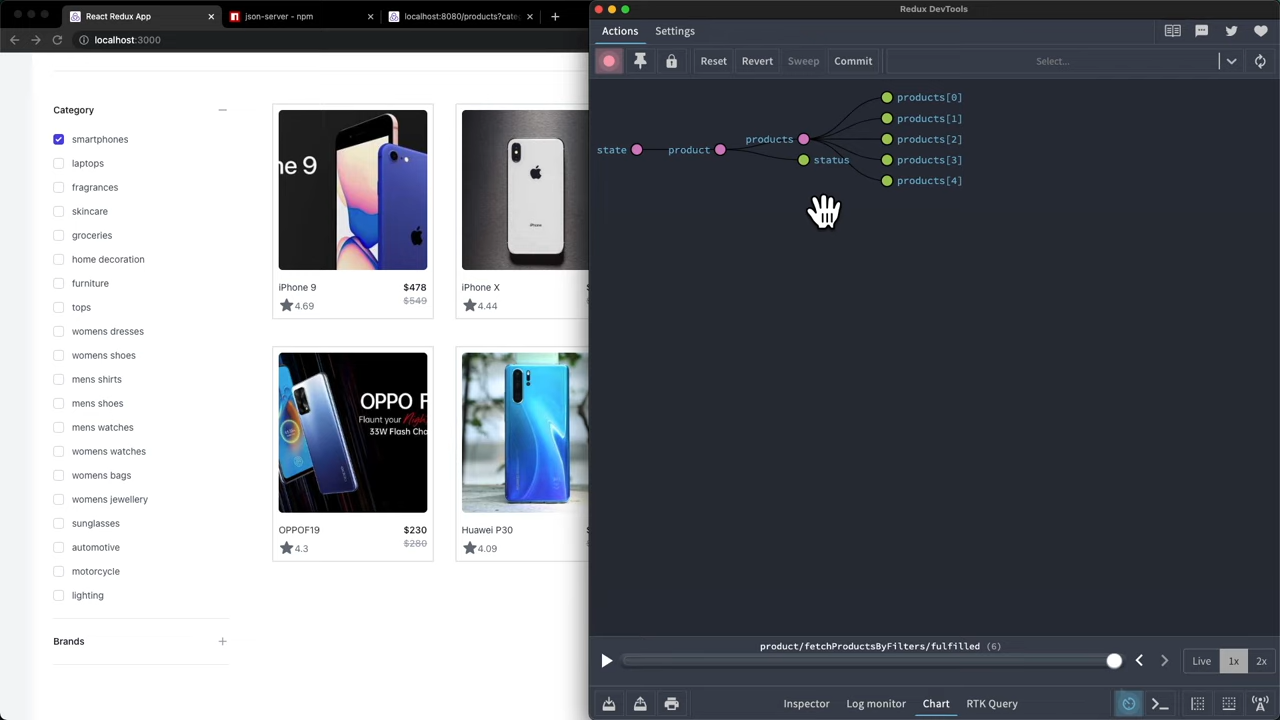 React Redux App
json-server - npm
localhost:8080/products?cate
localhost:3000
Category
smartphones
laptops
fragrances
skincare
groceries
home decoration
furniture
tops
womens dresses
womens shoes
mens shirts
mens shoes
mens watches
womens watches
womens bags
womens jewellery
sunglasses
automotive
motorcycle
lighting
Brands
ne 9
iPhone 9
$478
4.69
$549
iPhone
iPhone X
4.44
OPPO F
Flaunt your Nigh
33W Flash Cha
OPPOF19
$230
4.3
$280
Huawei P30
4.09
Redux DevTools
Actions
Settings
Reset
Revert
Sweep
Commit
Select...
state
product
products
status
products[0]
products[1]
products[2]
products[3]
products[4]
product/fetchProductsByFilters/fulfilled (6)
Live
1x
2x
Inspector
Log monitor
Chart
RTK Query